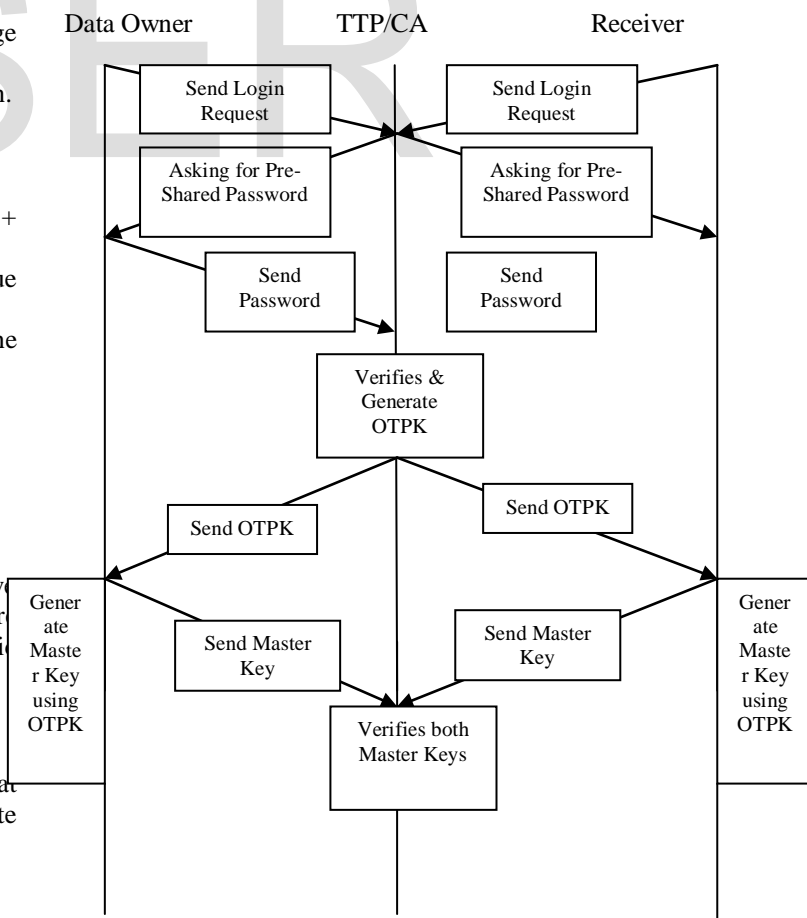 Data Owner TTP/CA Receiver
Send Login
Request
Send Login
Request
Asking for Pre-
Shared Password
Asking for Pre-
Shared Password
+
Send
Password
Send
Password
Verifies &
Generate
OTPK
Send OTPK
Send OTPK
Gener
ate
Maste
r Key
using
OTPK
Send Master
Key
Send Master
Key
Gener
ate
Maste
r Key
using
OTPK
Verifies both
Master Keys